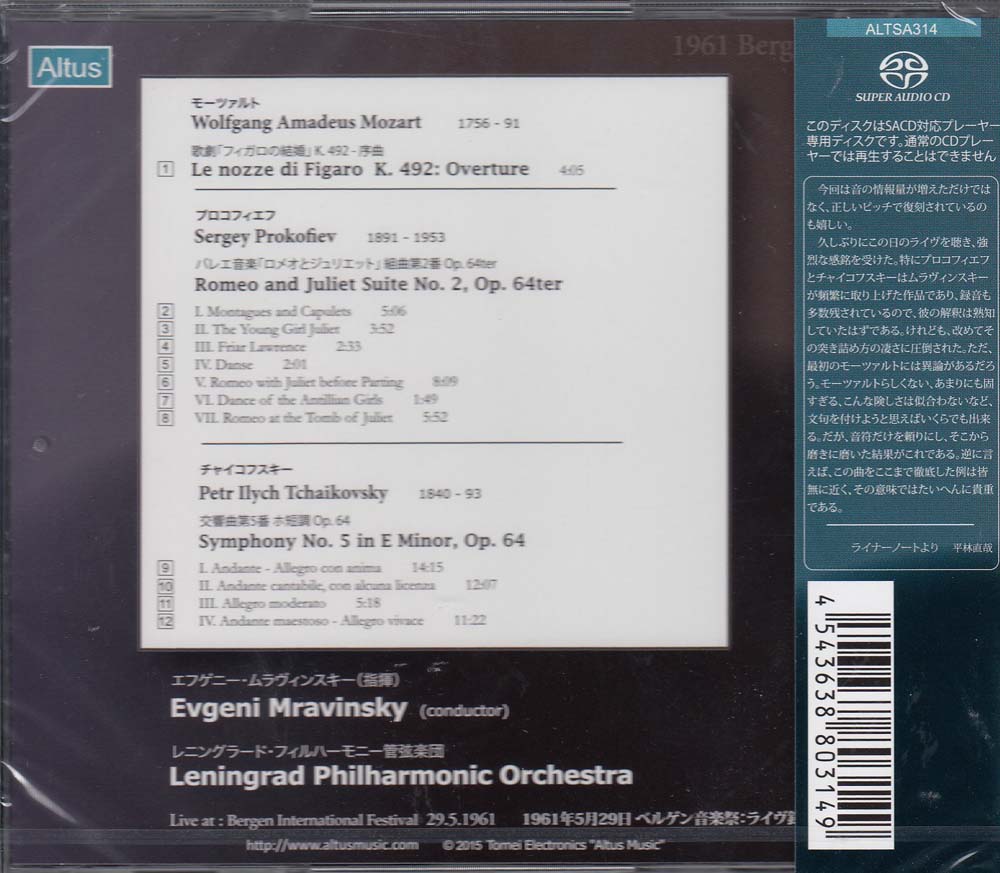 Altus
1961 Berg
モーツァルト
Wolfgang Amadeus Mozart 1756 - 91
歌劇「フィガロの結婚」K. 492 - 序曲
1 Le nozze di Figaro K. 492: Overture 4:05
プロコフィエフ
Sergey Prokofiev 1891 - 1953
バレエ音楽「ロメオとジュリエット」組曲第2番 Op. 64ter
Romeo and Juliet Suite No. 2, Op. 64ter
2 I. Montagues and Capulets 5:06
3 II. The Young Girl Juliet 3:52
4 III. Friar Lawrence 2:33
5 IV. Danse 2:01
6 V. Romeo with Juliet before Parting 8:09
7 VI. Dance of the Antillian Girls 1:49
8 VII. Romeo at the Tomb of Juliet 5:52
チャイコフスキー
Petr Ilych Tchaikovsky 1840 - 93
交響曲第5番 ホ短調 Op. 64
Symphony No. 5 in E Minor, Op. 64
9 I. Andante - Allegro con anima 14:15
10 II. Andante cantabile, con alcuna licenza 12:07
11 III. Allegro moderato 5:18
12 IV. Andante maestoso - Allegro vivace 11:22
エフゲニー・ムラヴィンスキー(指揮)
Evgeni Mravinsky (conductor)
レニングラード・フィルハーモニー管弦楽団
Leningrad Philharmonic Orchestra
Live at : Bergen International Festival 29.5.1961 1961年5月29日 ベルゲン音楽祭:ライヴ録
http://www.altusmusic.com © 2015 Tomei Electronics "Altus Music"
ALTSA314
SUPER AUDIO CD
このディスクはSACD対応プレーヤー
専用ディスクです。通常のCDプレー
ヤーでは再生することはできません
今回は音の情報量が増えただけでは
なく、正しいピッチで復刻されているの
も嬉しい。
久しぶりにこの日のライヴを聴き、強
烈な感銘を受けた。特にプロコフィエフ
とチャイコフスキーはムラヴィンスキー
が頻繁に取り上げた作品であり、録音も
多数残されているので、彼の解釈は熟知
していたはずである。けれども、改めてそ
の突き詰め方の凄さに圧倒された。ただ、
最初のモーツァルトには異論があるだろ
う。モーツァルトらしくない、あまりにも固
すぎる、こんな険しさは似合わないなど、
文句を付けようと思えばいくらでも出来
る。だが、音符だけを頼りにし、そこから
磨きに磨いた結果がこれである。逆に言
えば、この曲をここまで徹底した例は皆
無に近く、その意味ではたいへんに貴重
である。
ライナーノートより 平林直哉
4 543638 803149